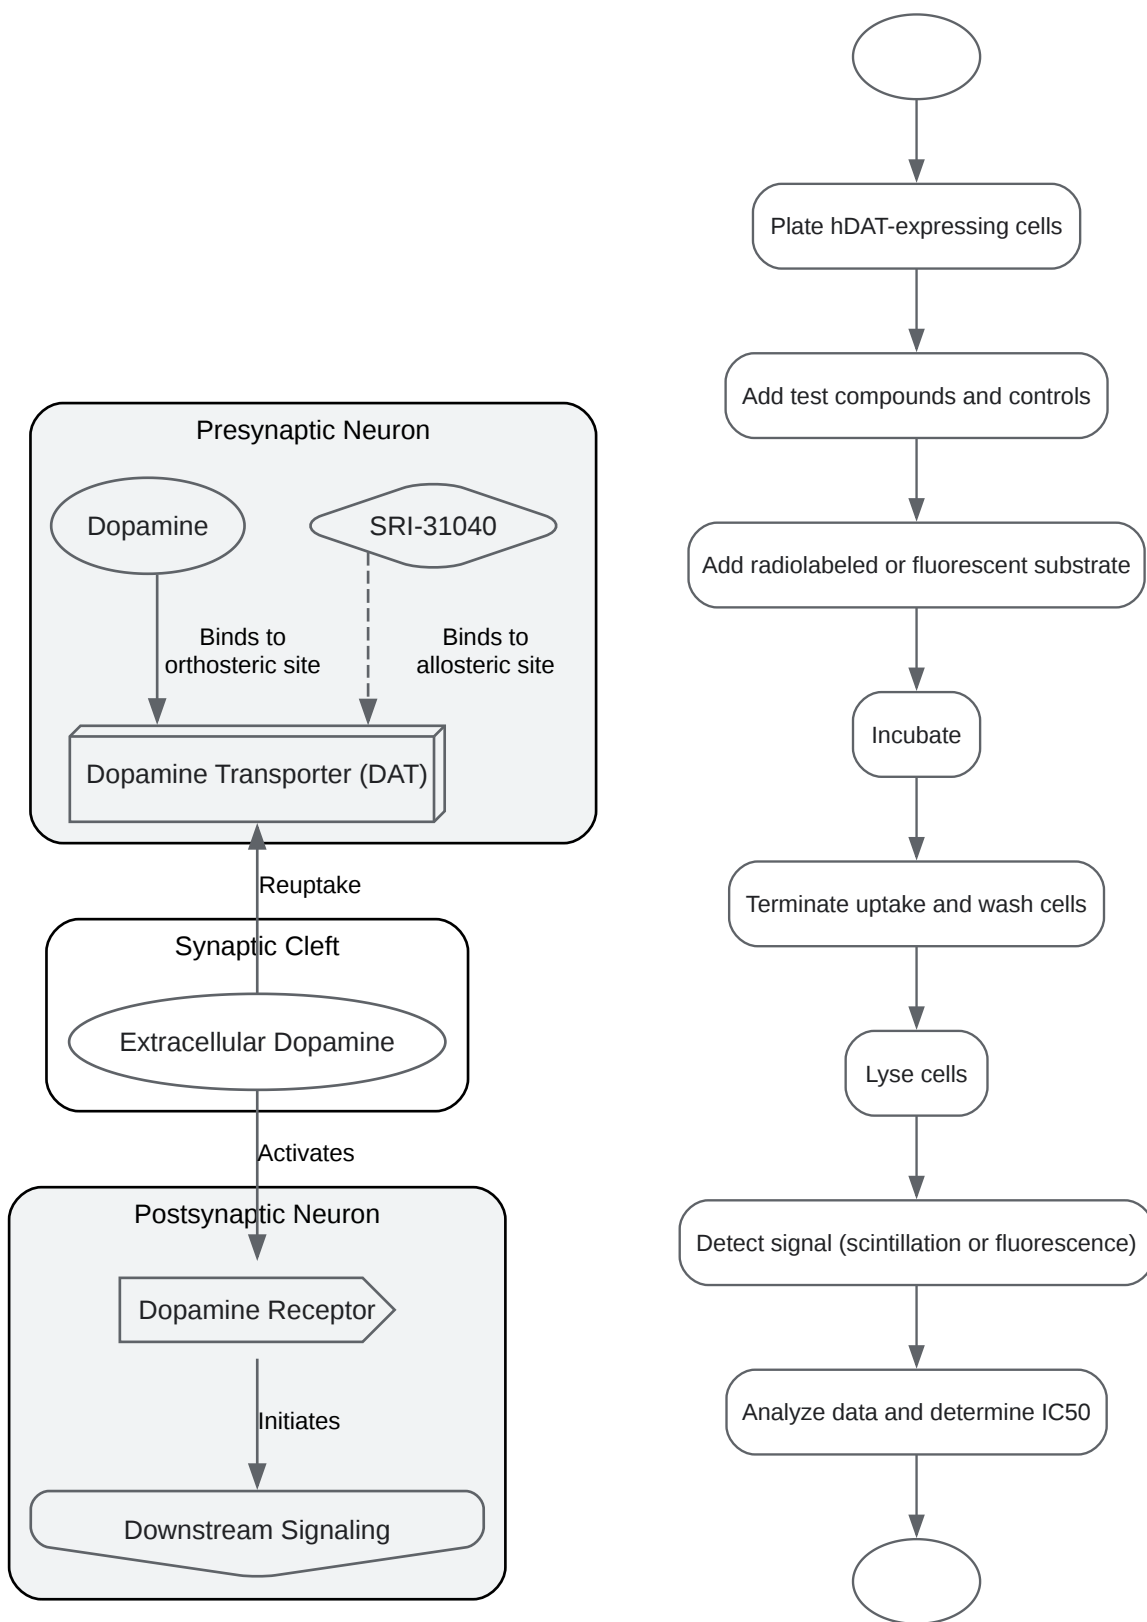 Presynaptic Neuron
Dopamine
SRI-31040
Binds to
orthosteric site
Binds to
allosteric site
Dopamine Transporter (DAT)
Reuptake
Synaptic Cleft
Extracellular Dopamine
Activates
Postsynaptic Neuron
Dopamine Receptor
Initiates
Downstream Signaling
Plate hDAT-expressing cells
Add test compounds and controls
Add radiolabeled or fluorescent substrate
Incubate
Terminate uptake and wash cells
Lyse cells
Detect signal (scintillation or fluorescence)
Analyze data and determine IC50